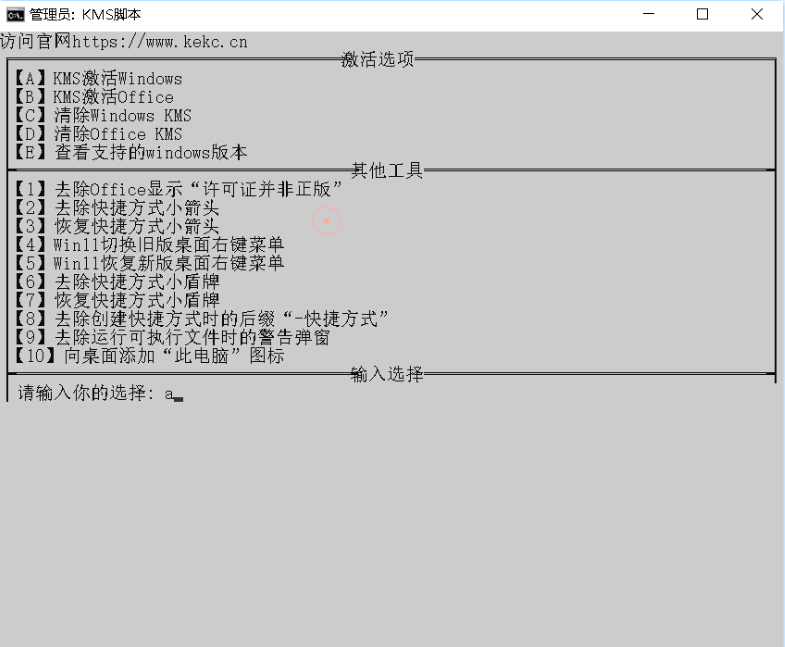 管理员: KMS脚本
访问官网https://www.kekc.cn
激活选项
【A】KMS激活Windows
【B】KMS激活Office
【C】清除Windows KMS
【D】清除Office KMS
【E】查看支持的windows版本
其他工具
【1】去除Office显示“许可证并非正版”
【2】去除快捷方式小箭头
【3】恢复快捷方式小箭头
【4】Win11切换旧版桌面右键菜单
【5】Win11恢复新版桌面右键菜单
【6】去除快捷方式小盾牌
【7】恢复快捷方式小盾牌
【8】去除创建快捷方式时的后缀“-快捷方式”
【9】去除运行可执行文件时的警告弹窗
【10】向桌面添加“此电脑”图标
输入选择
请输入你的选择: a